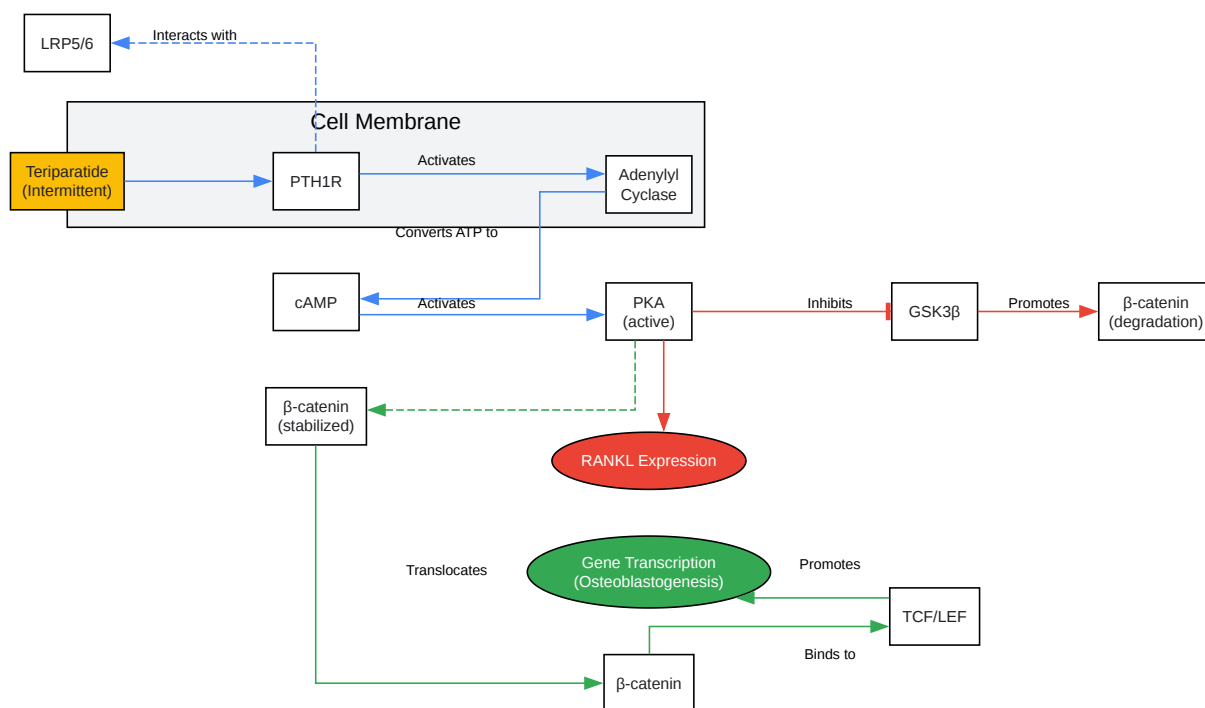 LRP5/6
Interacts with
Cell Membrane
Teriparatide
(Intermittent)
PTH1R
Activates
Adenylyl
Cyclase
Converts ATP to
cAMP
Activates
PKA
(active)
Inhibits
GSK3β
Promotes
β-catenin
(degradation)
β-catenin
(stabilized)
RANKL Expression
Translocates
Gene Transcription
(Osteoblastogenesis)
Promotes
TCF/LEF
Binds to
β-catenin